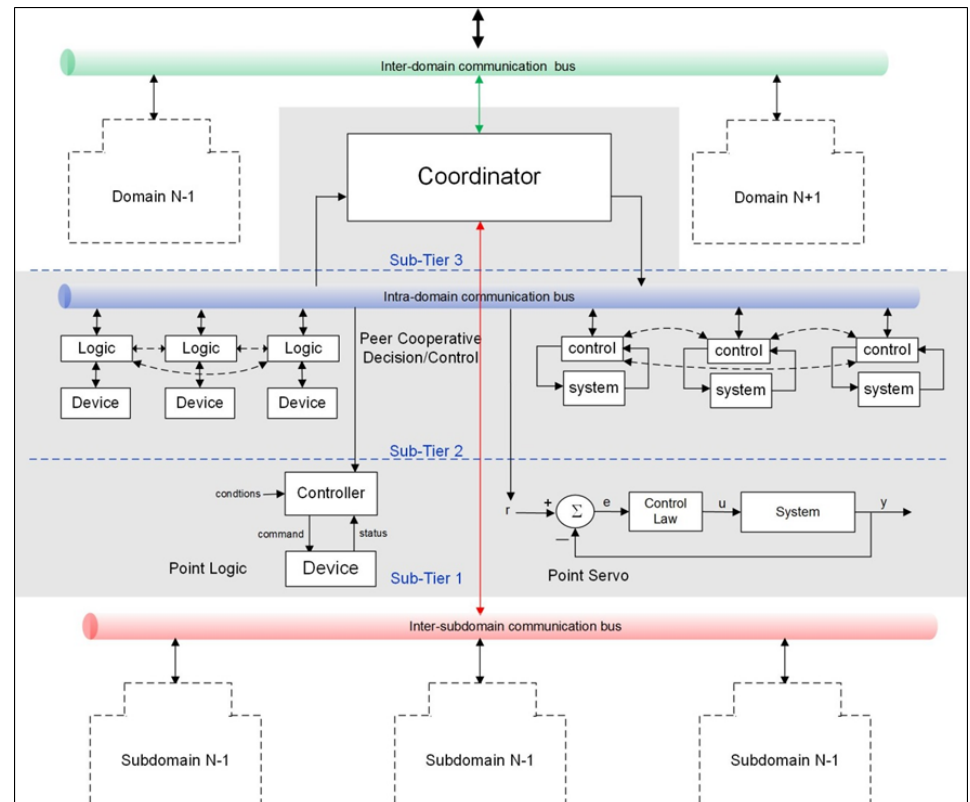 Inter-domain communication bus
Coordinator
Domain N-1
Domain N+1
Sub-Tier 3
Intra-domain communication bus
Logic
Logic
Logic
Peer Cooperative
Decision/Control
control
control
control
Device
Device
Device
system
system
system
Sub-Tier 2
condtions
Controller
r
+
Σ
e
Control
Law
u
System
y
—
command
status
Point Logic
Device
Sub-Tier 1
Point Servo
Inter-subdomain communication bus
Subdomain N-1
Subdomain N-1
Subdomain N-1